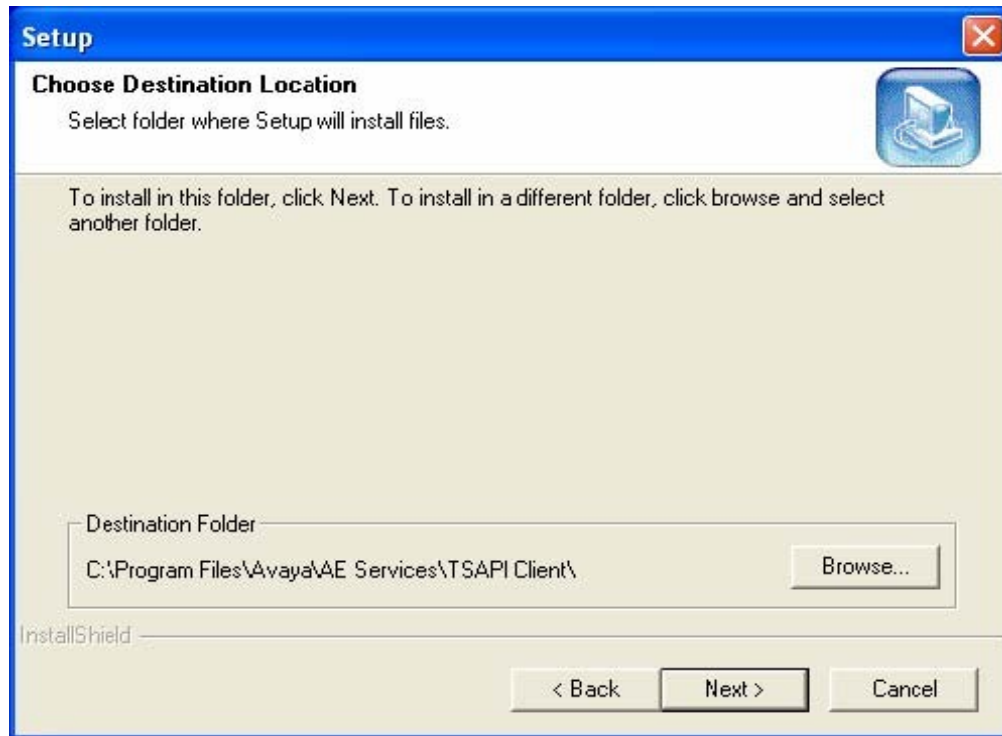 Setup
Choose Destination Location
Select folder where Setup will install files.
To install in this folder, click Next. To install in a different folder, click browse and select
another folder.
Destination Folder
C:\Program Files\Avaya\AE Services\TSAPI Client\
Browse...
InstallShield
< Back
Next >
Cancel